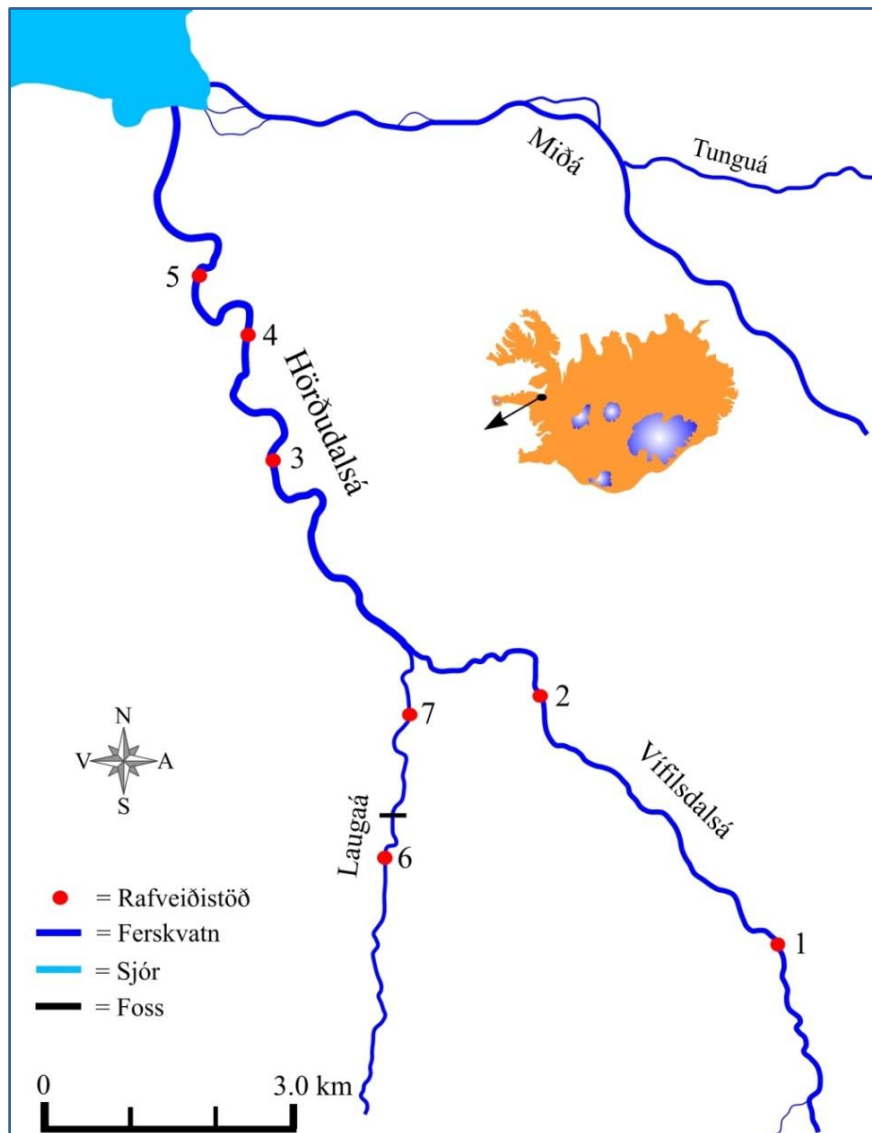 Miðá
Tunguá
5
4
Hörðudalsá
3
2
7
N
V A
S
Vífilsdalsá
Laugaá
6
1
= Rafveiðistöð
= Ferskvatn
= Sjór
= Foss
0 3.0 km